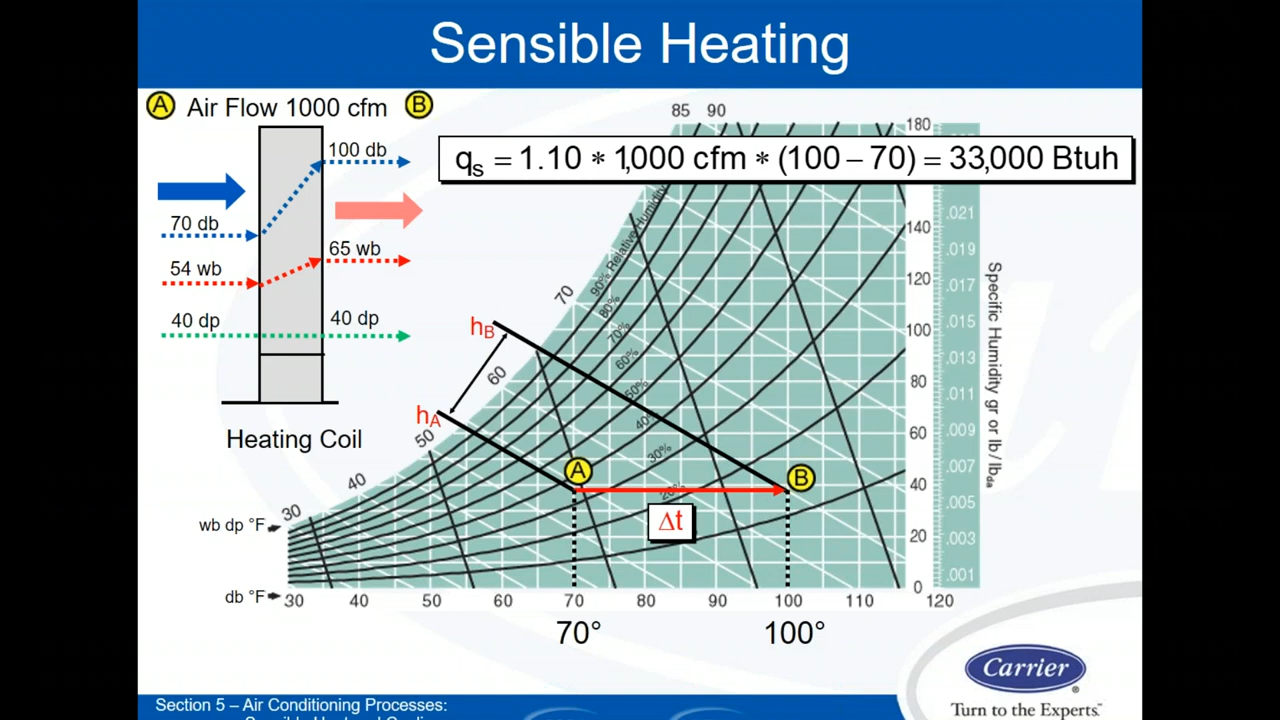 Sensible Heating
A Air Flow 1000 cfm B
85 90
180
qs = 1.10 * 1,000 cfm * (100 – 70) = 33,000 Btuh
100 db
70 db
65 wb
54 wb
40 dp
40 dp
Heating Coil
90% Relative Humidity
80%
70%
60%
50%
40%
30%
20%
70
60
50
40
30
hB
hA
A
B
Δt
140
120
100
80
60
40
20
0
.021
.019
.017
.015
.013
.011
.009
.007
.005
.003
.001
Specific Humidity gr or lb / lbda
wb dp °F
db °F
30 40 50 60 70 80 90 100 110 120
70° 100°
Carrier
®
Turn to the Experts.™
Section 5 – Air Conditioning Processes: